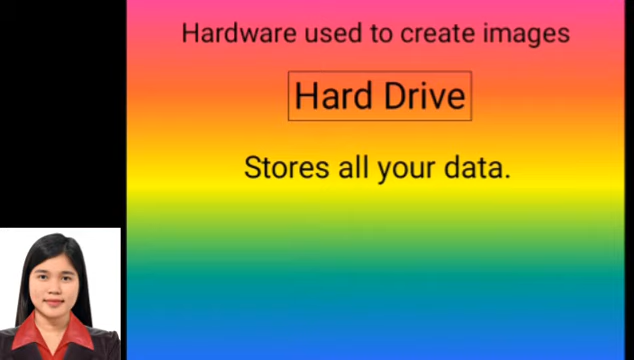 Hardware used to create images
Hard Drive
Stores all your data.